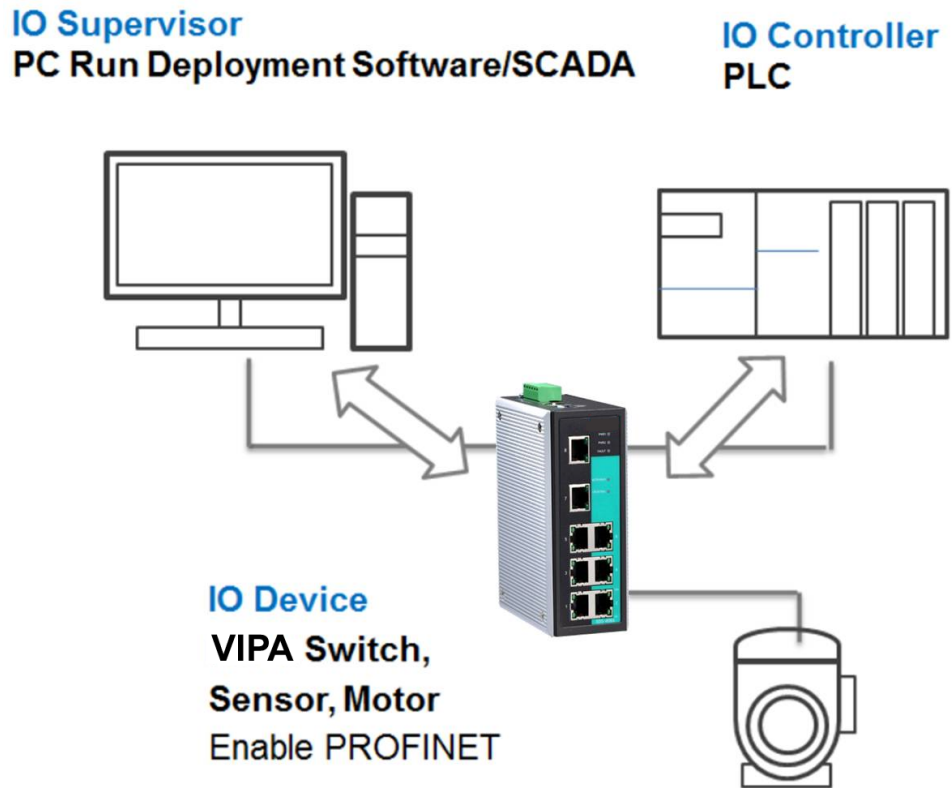 IO Supervisor
PC Run Deployment Software/SCADA
IO Controller
PLC
IO Device
VIPA Switch,
Sensor, Motor
Enable PROFINET